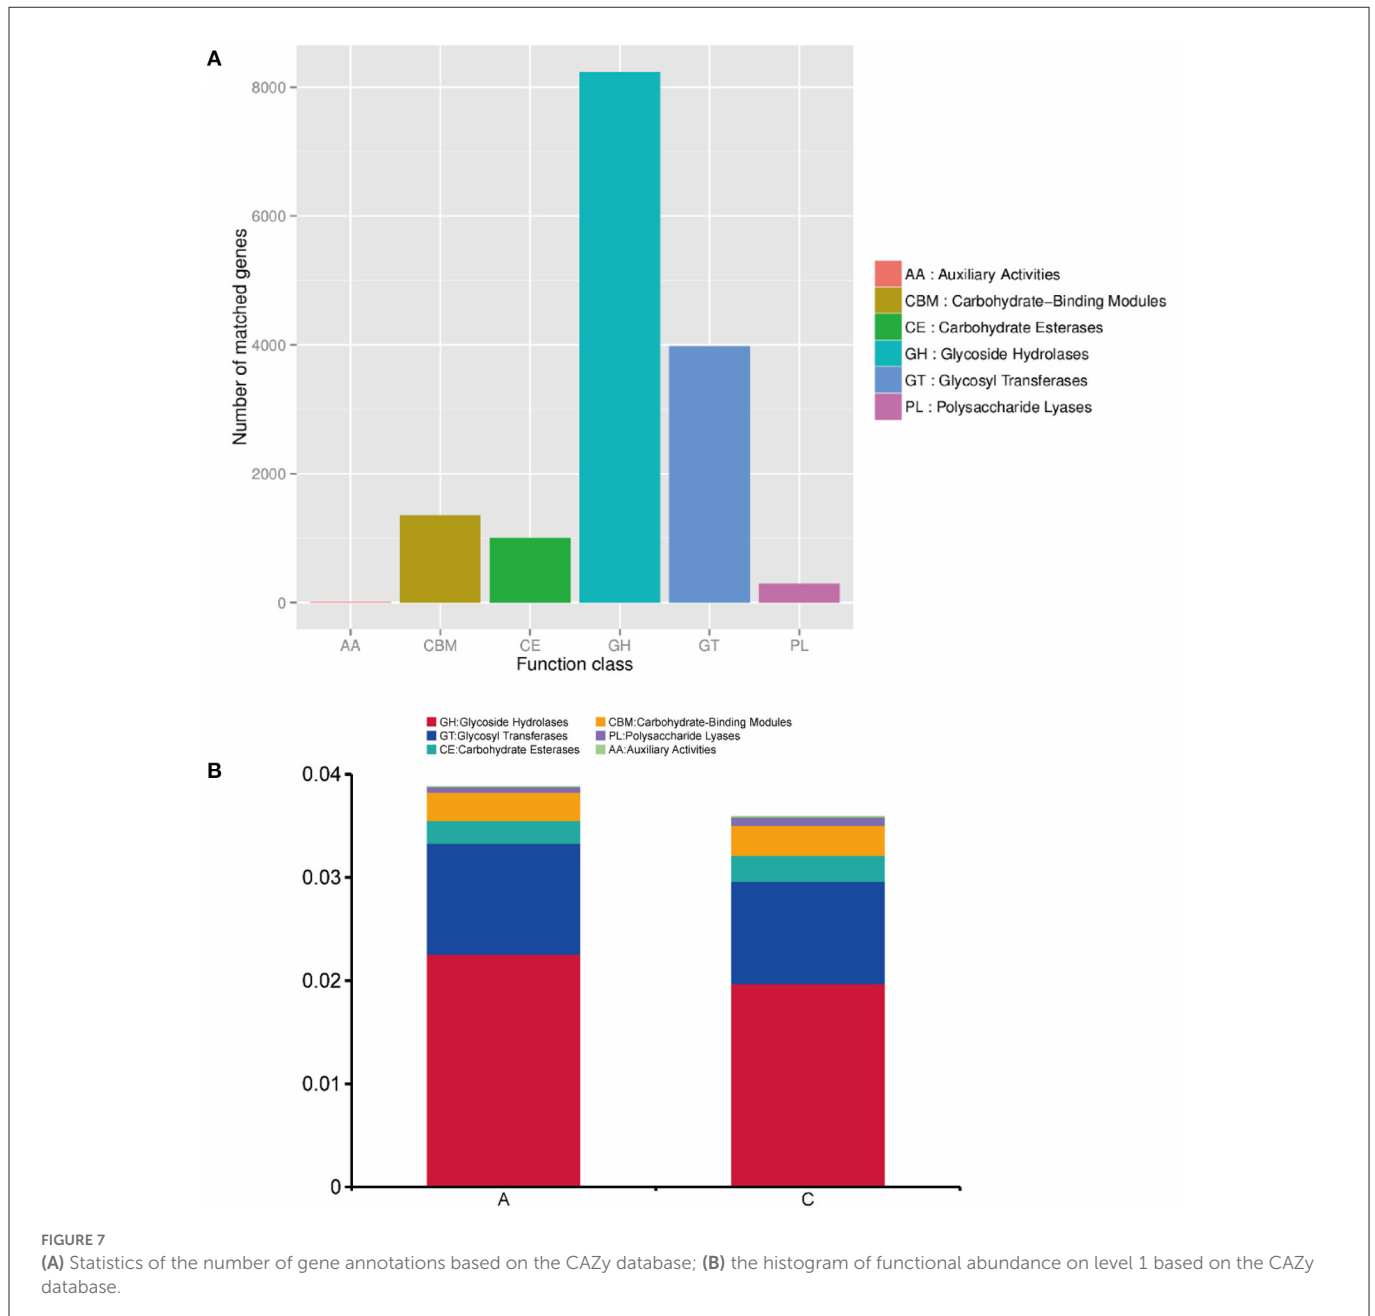 A
8000
6000
4000
2000
0
Number of matched genes
AA CBM CE GH GT PL
Function class
AA : Auxiliary Activities
CBM : Carbohydrate−Binding Modules
CE : Carbohydrate Esterases
GH : Glycoside Hydrolases
GT : Glycosyl Transferases
PL : Polysaccharide Lyases
B
GH:Glycoside Hydrolases
GT:Glycosyl Transferases
CE:Carbohydrate Esterases
CBM:Carbohydrate-Binding Modules
PL:Polysaccharide Lyases
AA:Auxiliary Activities
0.04
0.03
0.02
0.01
0
A C
FIGURE 7
(A) Statistics of the number of gene annotations based on the CAZy database; (B) the histogram of functional abundance on level 1 based on the CAZy
database.